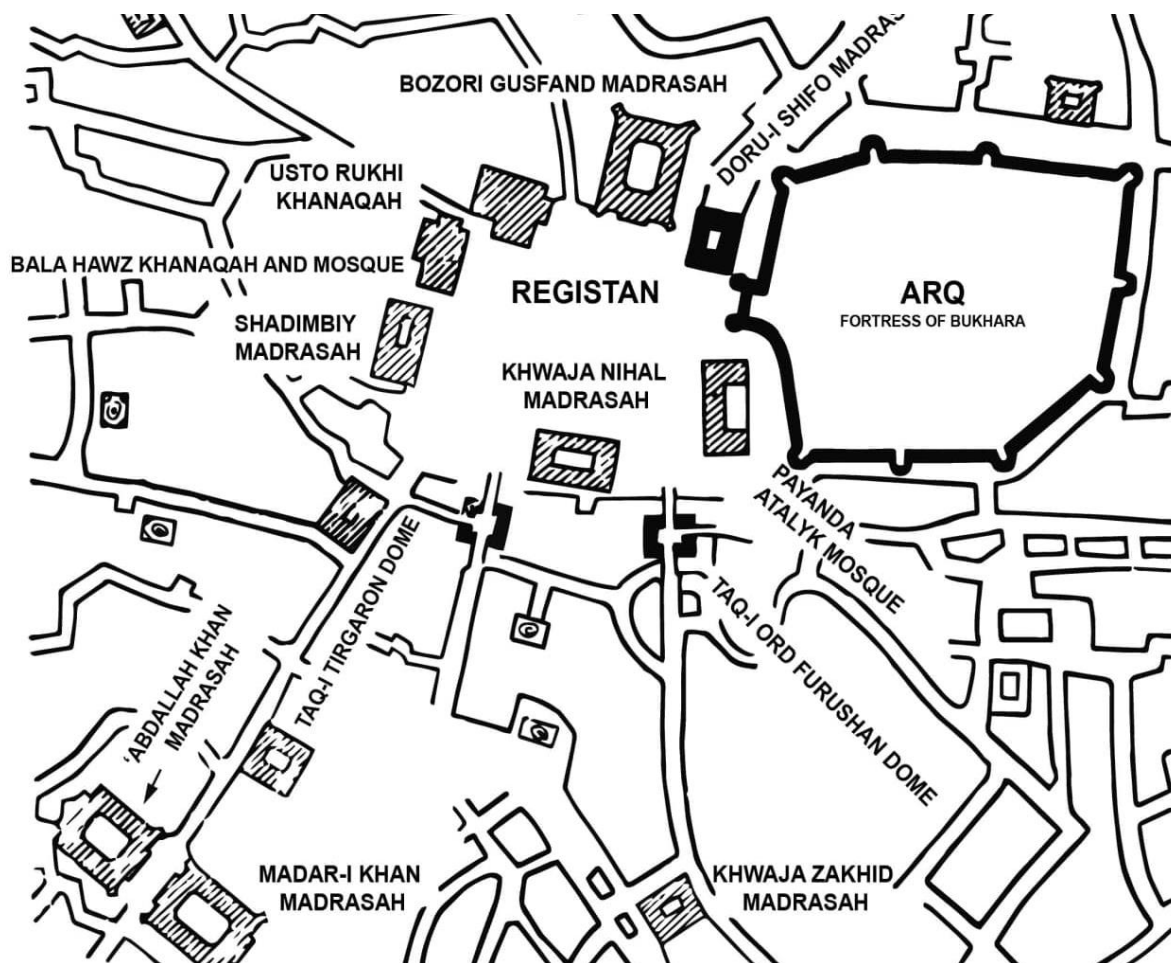 BOZORI GUSFAND MADRASAH
DORU-I SHIFO MADRAS
USTO RUKHI
KHANAQAH
BALA HAWZ KHANAQAH AND MOSQUE
REGISTAN
ARQ
FORTRESS OF BUKHARA
SHADIMBIY
MADRASAH
KHWAJA NIHAL
MADRASAH
PAYANDA
ATALYK MOSQUE
TAQ-I TIRGARON DOME
TAQ-I ORD FURUSHAN DOME
'ABDALLAH KHAN
MADRASAH
MADAR-I KHAN
MADRASAH
KHWAJA ZAKHID
MADRASAH